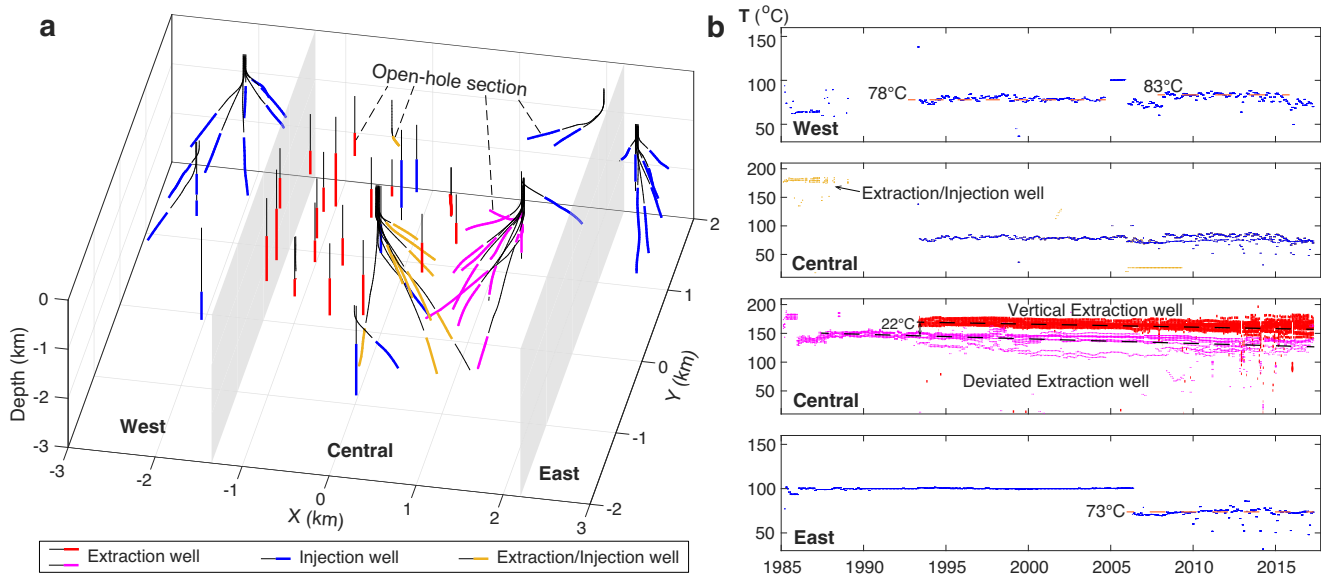 a
Open-hole section
Depth (km)
0
-1
-2
-3
West
Central
East
-3
-2
-1
0
1
2
3
X (km)
-2
-1
0
1
2
Y (km)
Extraction well
Injection well
Extraction/Injection well
b
T (°C)
150
100
50
78°C
83°C
West
200
150
100
50
Extraction/Injection well
Central
200
150
100
50
22°C
Vertical Extraction well
Deviated Extraction well
Central
150
100
50
73°C
East
1985
1990
1995
2000
2005
2010
2015